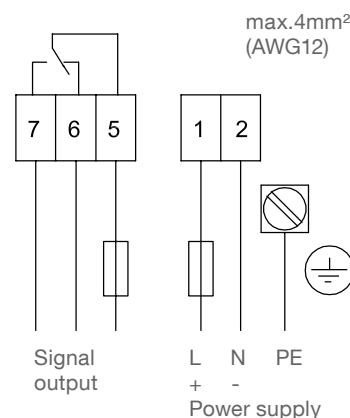 max.4mm²
(AWG12)
7 6 5 1 2
Signal
output
L N PE
+ -
Power supply